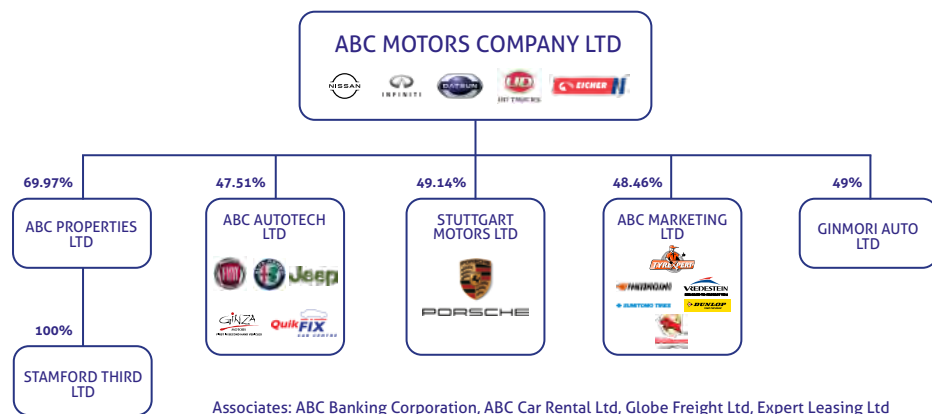 ABC MOTORS COMPANY LTD
NISSAN
INFINITI
DATSUN
UD
UD TRUCKS
EICHER
69.97%
47.51%
49.14%
48.46%
49%
ABC PROPERTIES
LTD
ABC AUTOTECH
LTD
FIAT
Jeep
GINZA
MOTORS
QuikFIX
CAR CENTRE
STUTTGART
MOTORS LTD
PORSCHE
ABC MARKETING
LTD
VREDESTEIN
SUMITOMO TIRES
DUNLOP
GINMORI AUTO
LTD
100%
STAMFORD THIRD
LTD
Associates: ABC Banking Corporation, ABC Car Rental Ltd, Globe Freight Ltd, Expert Leasing Ltd